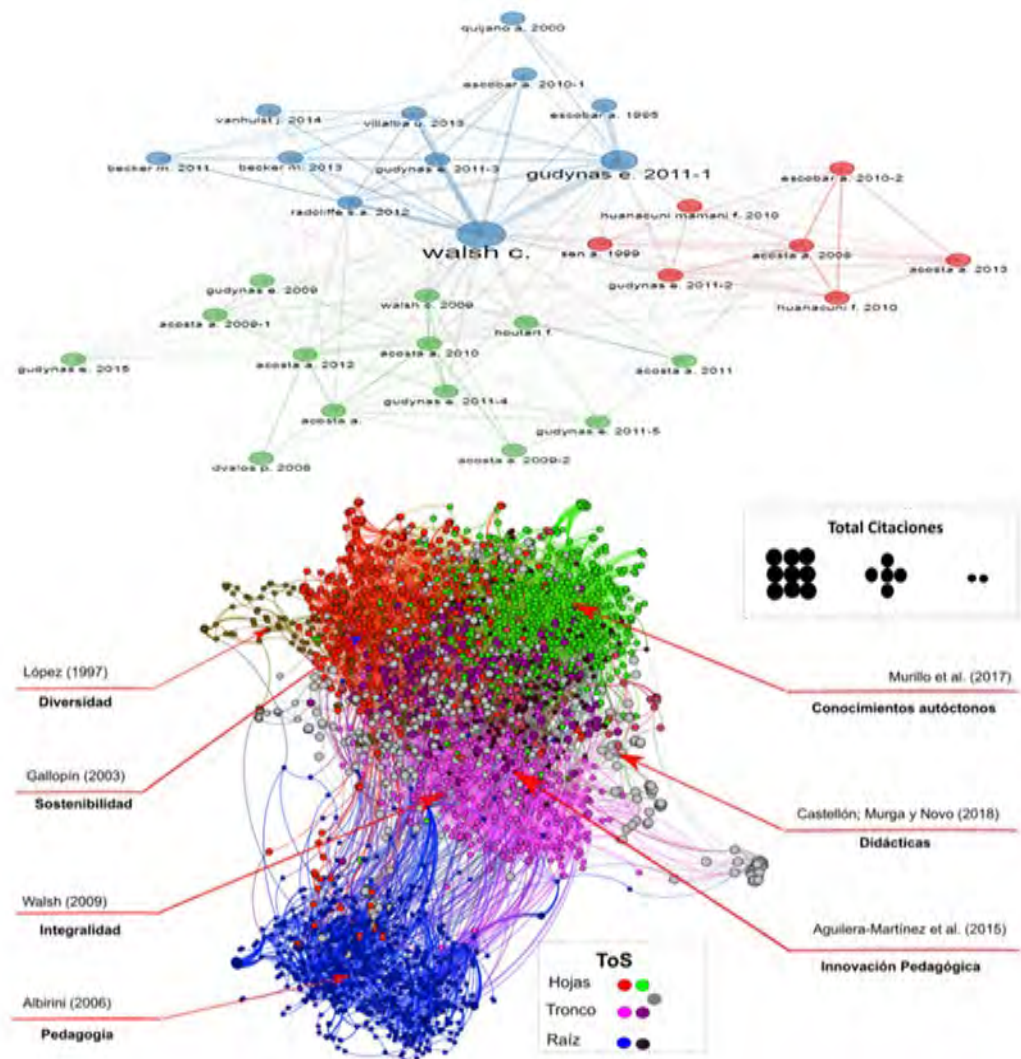 quijano a. 2000
escobar a. 2010-1
vanhulst j. 2014
villalba u. 2013
escobar a. 1995
becker m. 2011
becker m. 2013
gudynas e. 2011-3
gudynas e. 2011-1
escobar a. 2010-2
radcliffe s.a. 2012
huanacuni mamani f. 2010
walsh c.
sen a. 1999
acosta a. 2008
acosta a. 2013
gudynas e. 2011-2
huanacuni f. 2010
gudynas e. 2009
walsh c. 2009
acosta a. 2009-1
houtart f.
gudynas e. 2015
acosta a. 2012
acosta a. 2010
acosta a. 2011
gudynas e. 2011-4
acosta a.
gudynas e. 2011-5
dvalos p. 2008
acosta a. 2009-2
Total Citaciones
López (1997)
Diversidad
Murillo et al. (2017)
Conocimientos autóctonos
Gallopín (2003)
Sostenibilidad
Castellón; Murga y Novo (2018)
Didácticas
Walsh (2009)
Integralidad
Aguilera-Martínez et al. (2015)
Innovación Pedagógica
Albirini (2006)
Pedagogía
ToS
Hojas
Tronco
Raíz